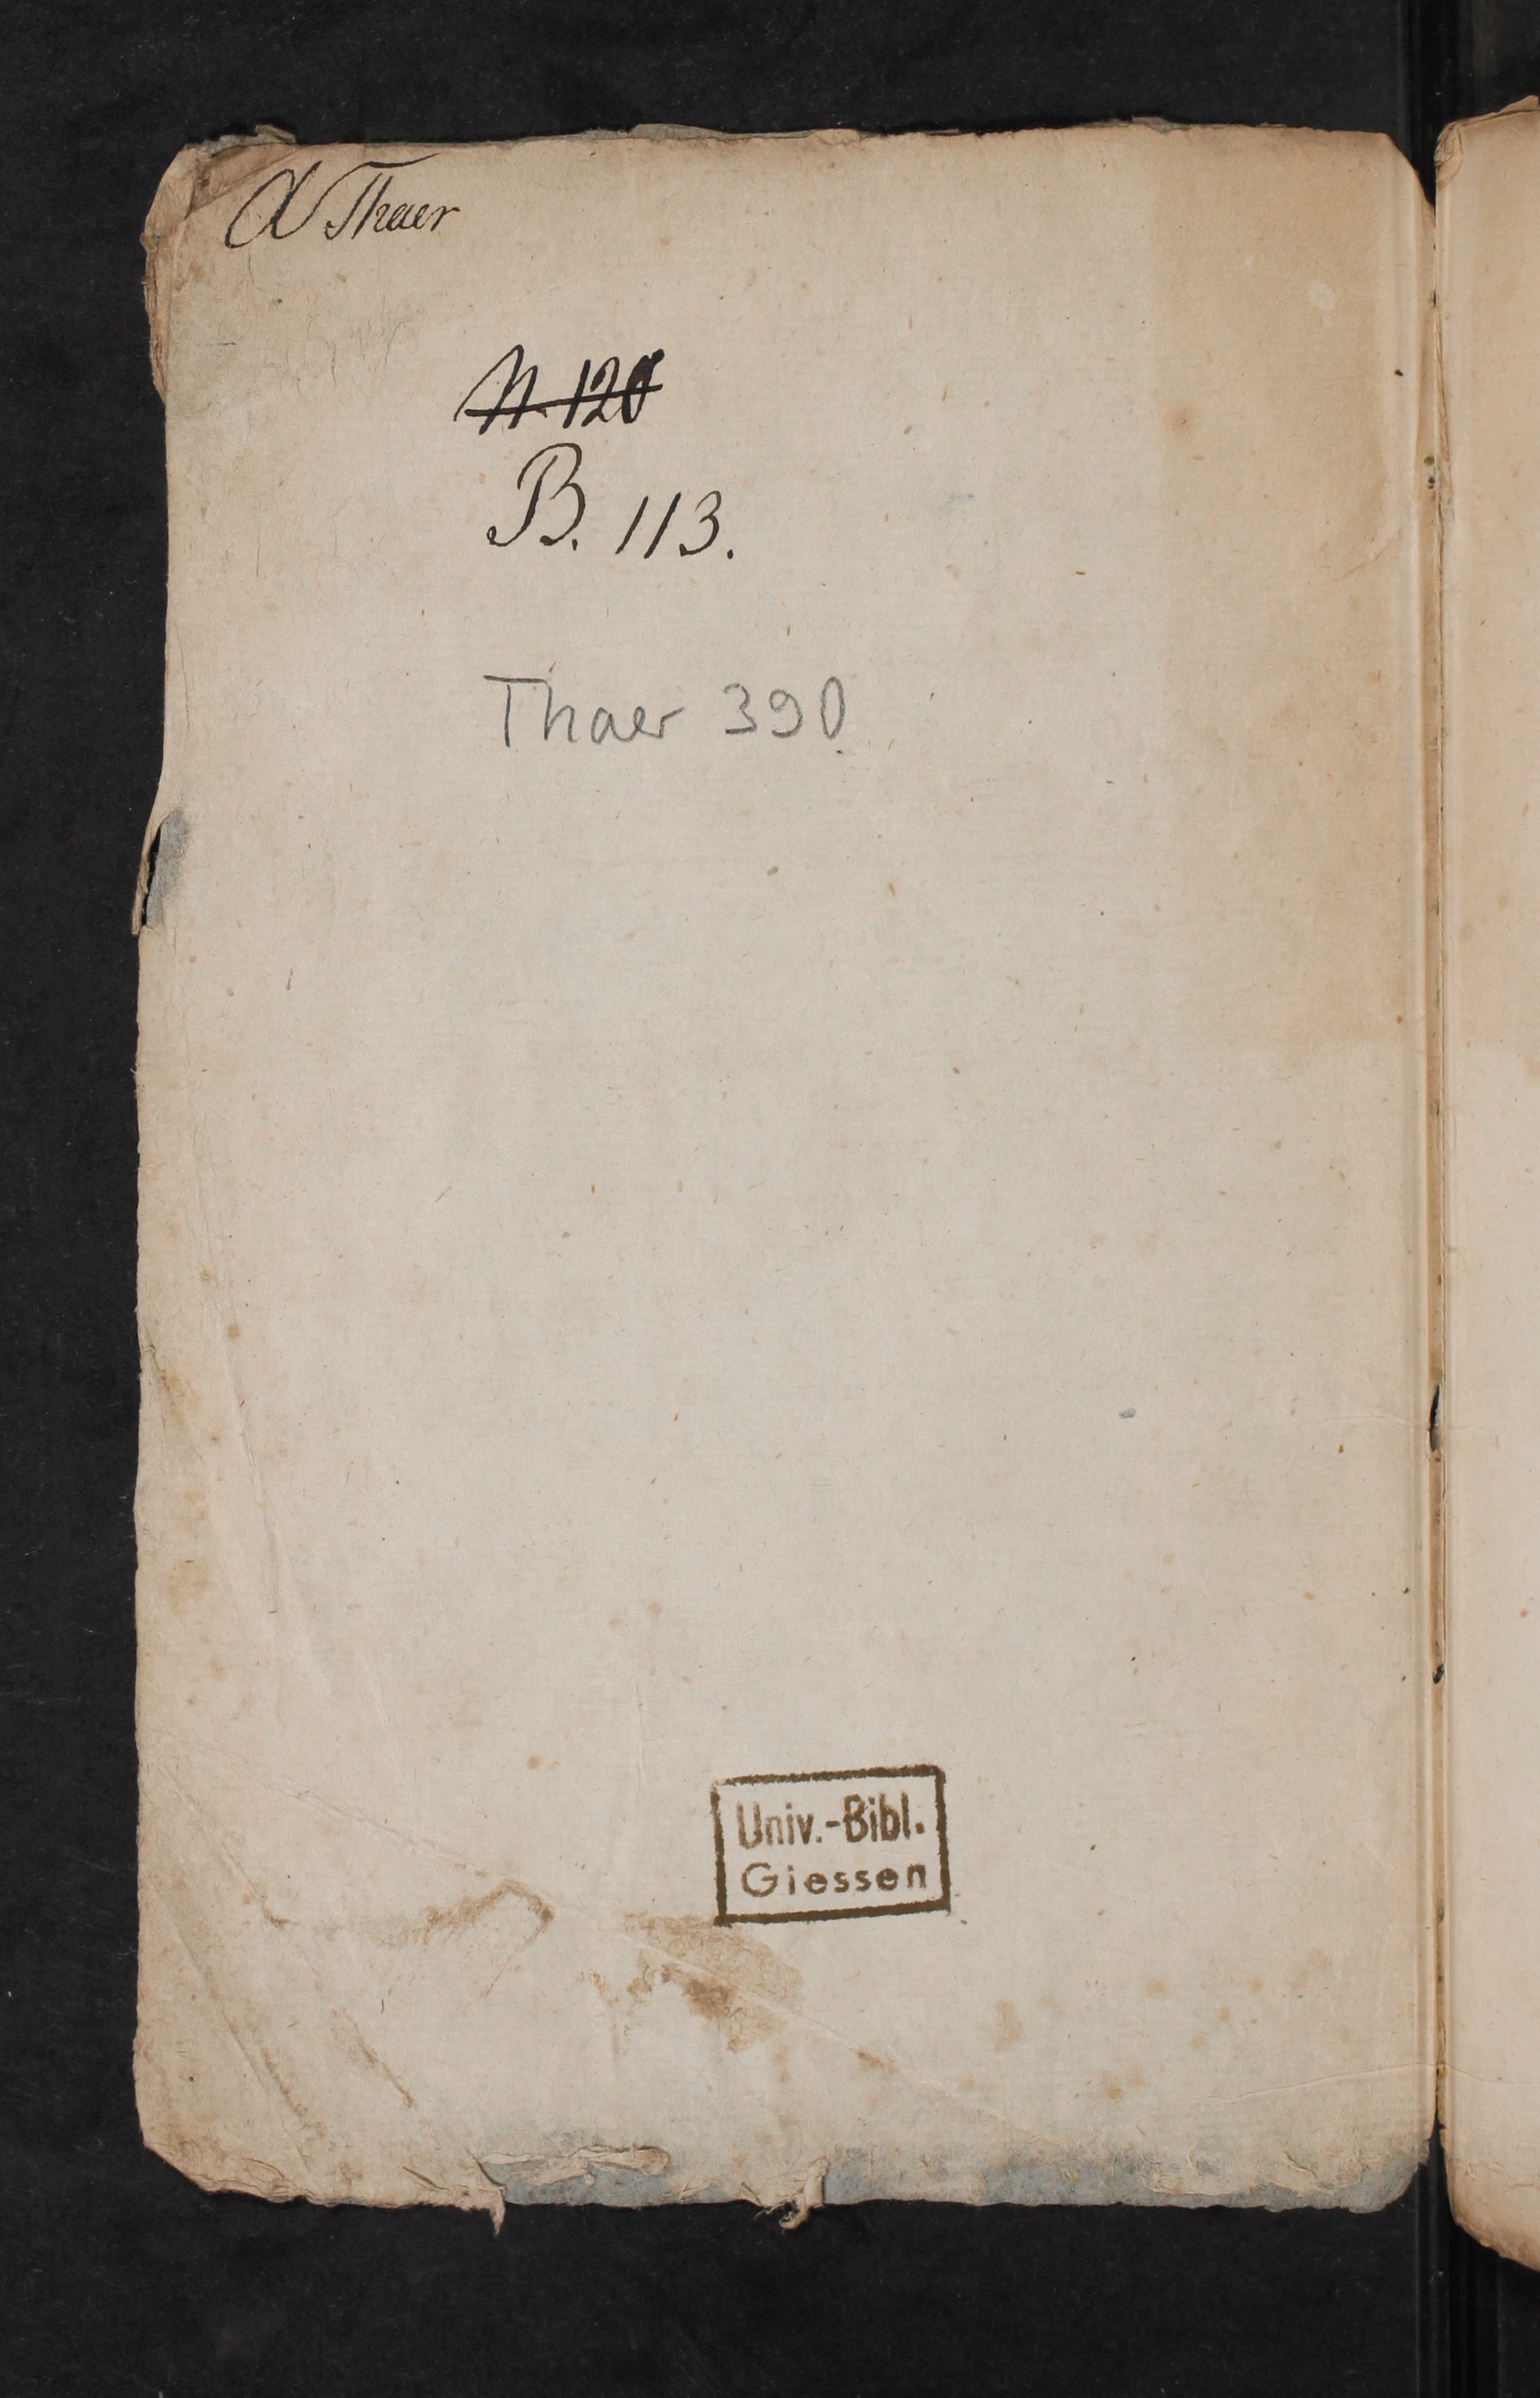 A Thaer
N. 120
B. 113.
Thaer 390
Univ.-Bibl.
Giessen